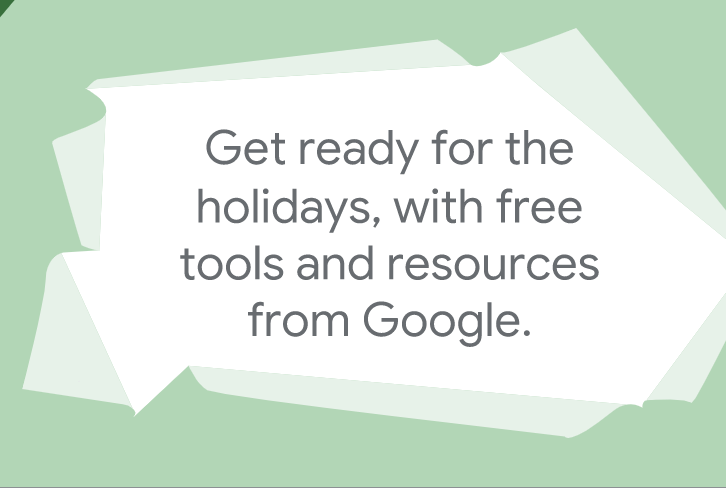 Get ready for the
holidays, with free
tools and resources
from Google.